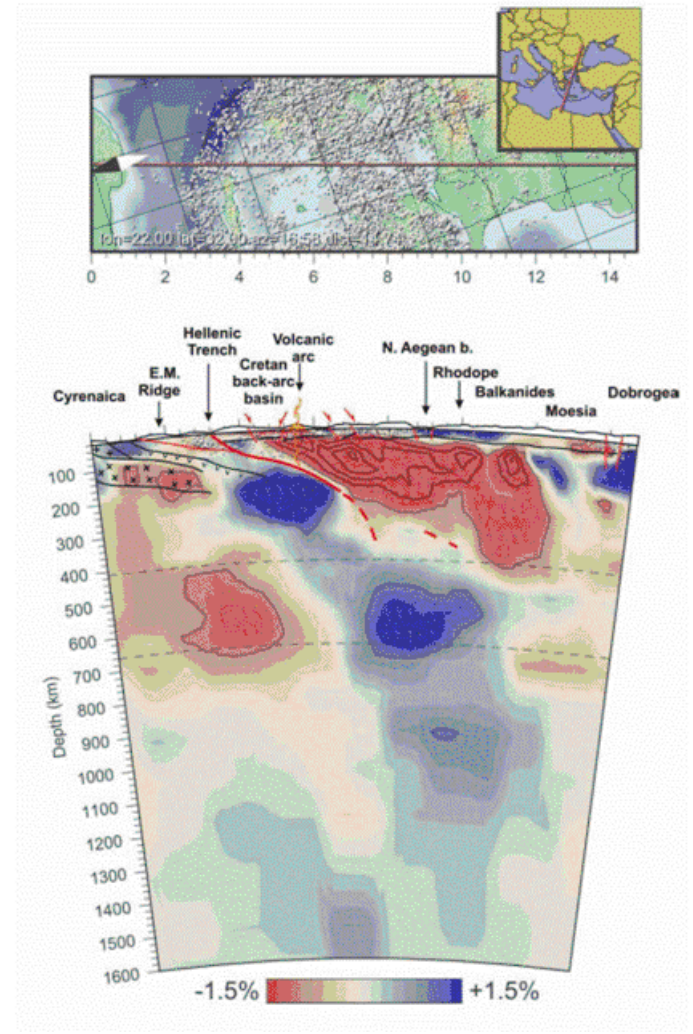 lon=22.00 lat=32.00 az=16.58 dist=14.74
0 2 4 6 8 10 12 14
Hellenic
Trench
Volcanic
arc
N. Aegean b.
E.M.
Ridge
Cretan
back-arc
basin
Rhodope
Cyrenaica
Balkanides
Dobrogea
Moesia
100
200
300
400
500
600
700
800
900
1000
1100
1200
1300
1400
1500
1600
Depth (km)
-1.5% +1.5%